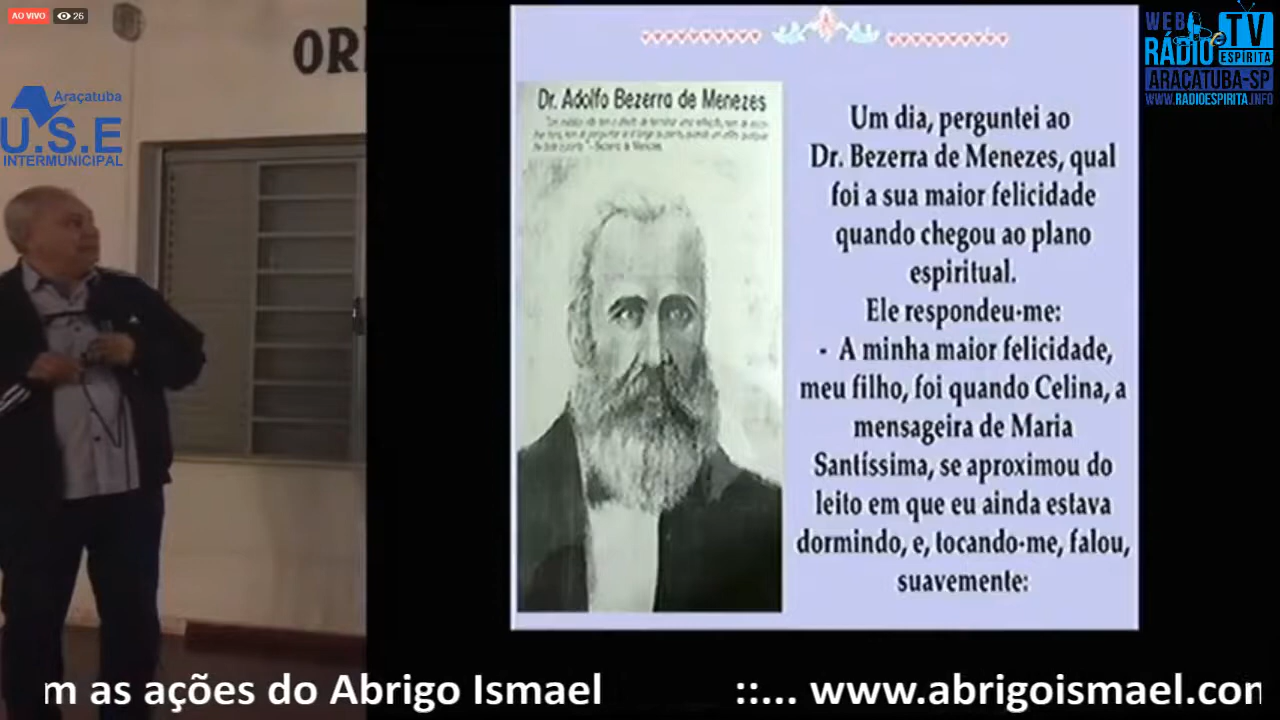 AO VIVO
26
ORI
WEB
RÁDIO e TV
ESPÍRITA
ARAÇATUBA-SP
WWW.RADIOESPIRITA.INFO
Araçatuba
U.S.E
INTERMUNICIPAL
Dr. Adolfo Bezerra de Menezes
Um dia, perguntei ao
Dr. Bezerra de Menezes, qual
foi a sua maior felicidade
quando chegou ao plano
espiritual.
Ele respondeu-me:
- A minha maior felicidade,
meu filho, foi quando Celina, a
mensageira de Maria
Santíssima, se aproximou do
leito em que eu ainda estava
dormindo, e, tocando-me, falou,
suavemente:
m as ações do Abrigo Ismael ::... www.abrigoismael.con